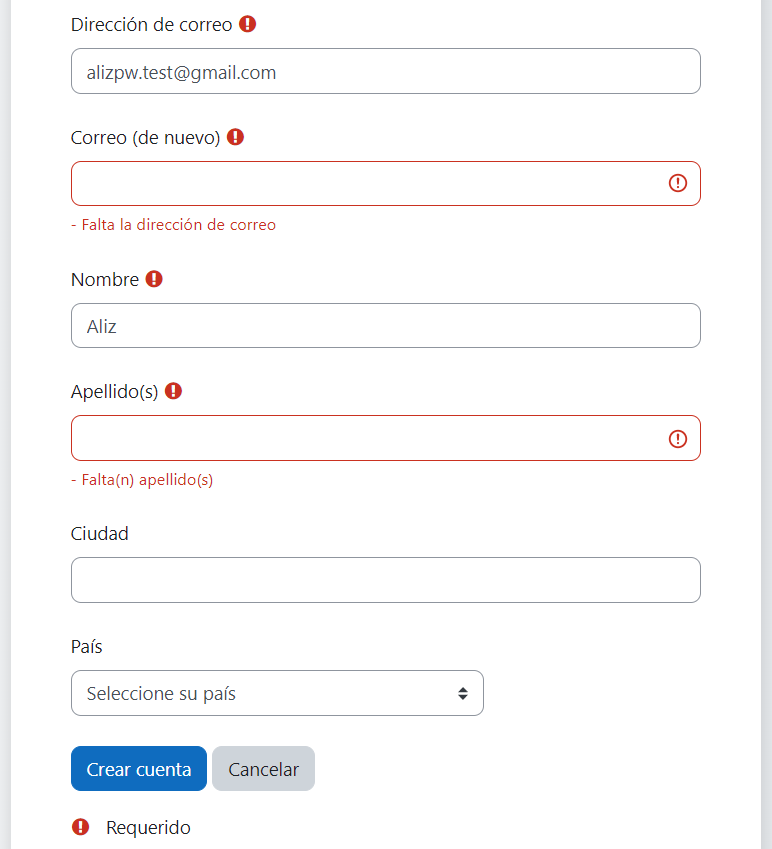 Dirección de correo
alizpw.test@gmail.com
Correo (de nuevo)
- Falta la dirección de correo
Nombre
Aliz
Apellido(s)
- Falta(n) apellido(s)
Ciudad
País
Seleccione su país
Crear cuenta Cancelar
Requerido